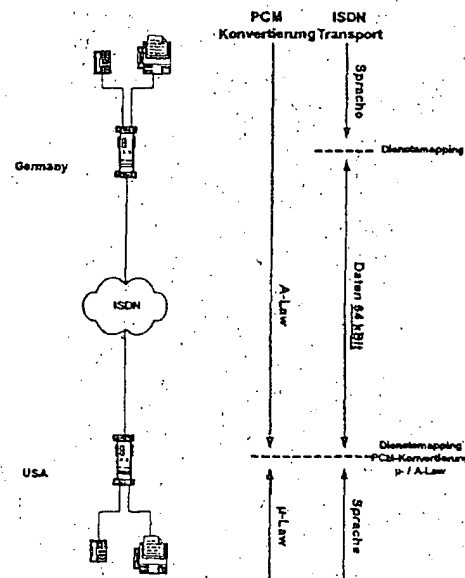 PCM
Konvertierung
ISDN
Transport
Sprache
Dienstemapping
Germany
ISDN
A-Law
Daten 64 kBit
Dienstemapping
PCM-Konvertierung
µ- / A-Law
USA
µ-Law
Sprache